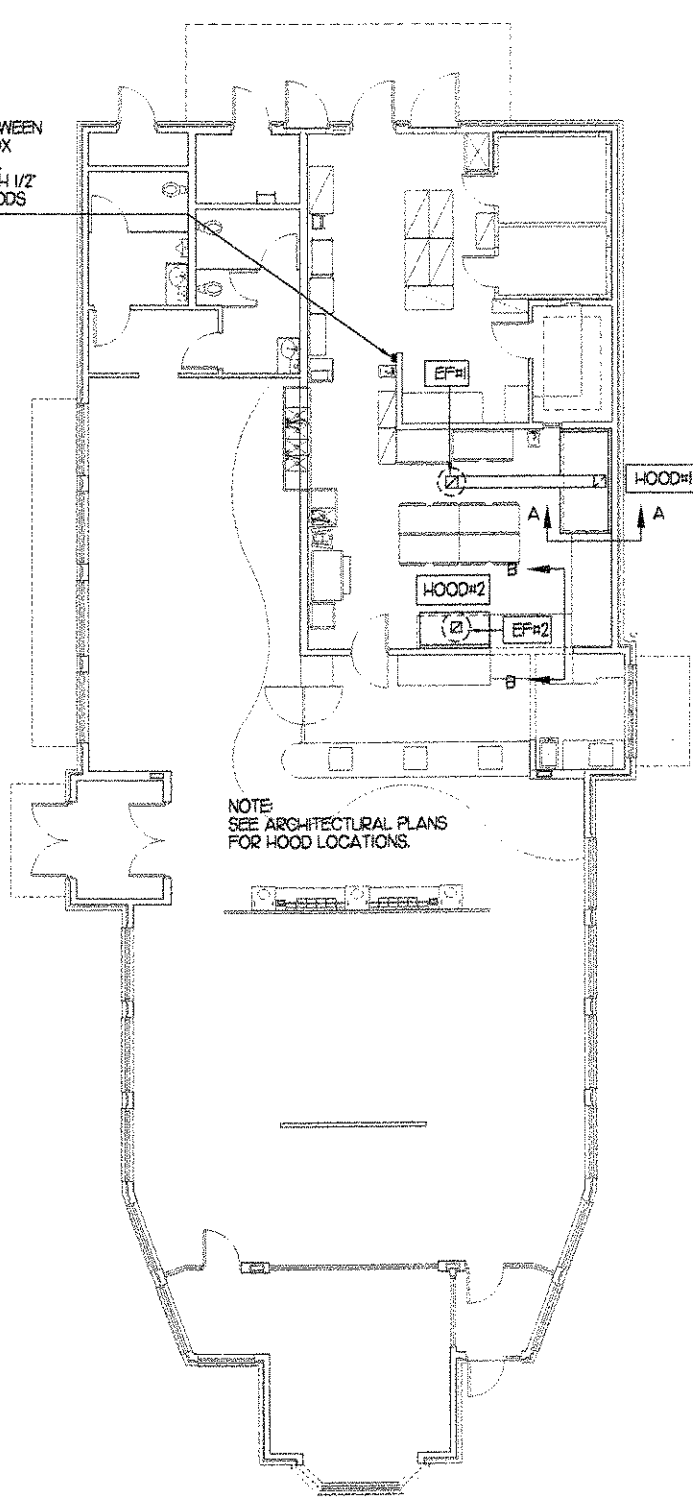 WEEN
OX
H 1/2"
ODS
EF#1
HOOD#1
A
A
HOOD#2
B
EF#2
B
NOTE:
SEE ARCHITECTURAL PLANS
FOR HOOD LOCATIONS.